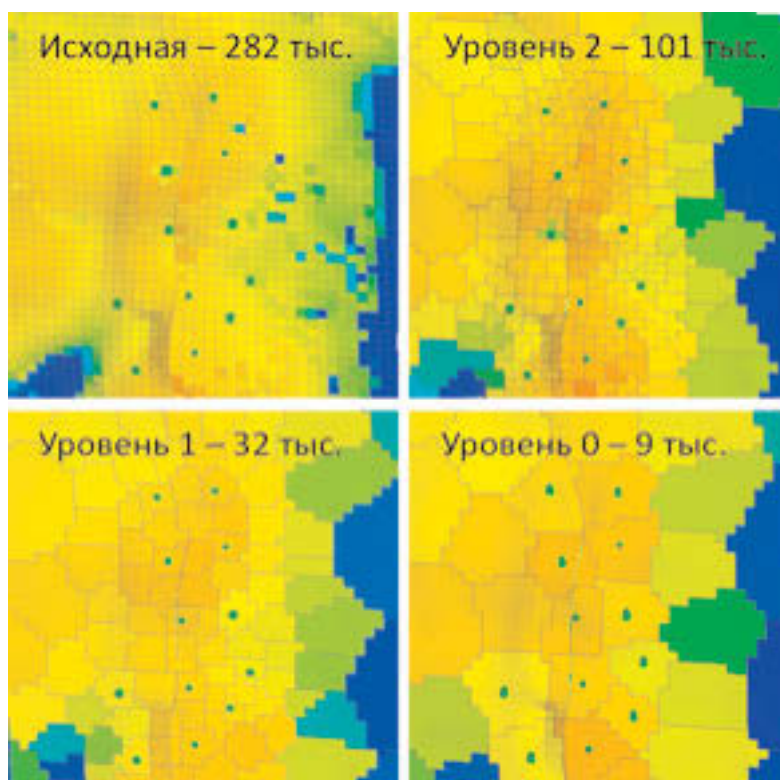 Исходная – 282 тыс.
Уровень 2 – 101 тыс.
Уровень 1 – 32 тыс.
Уровень 0 – 9 тыс.